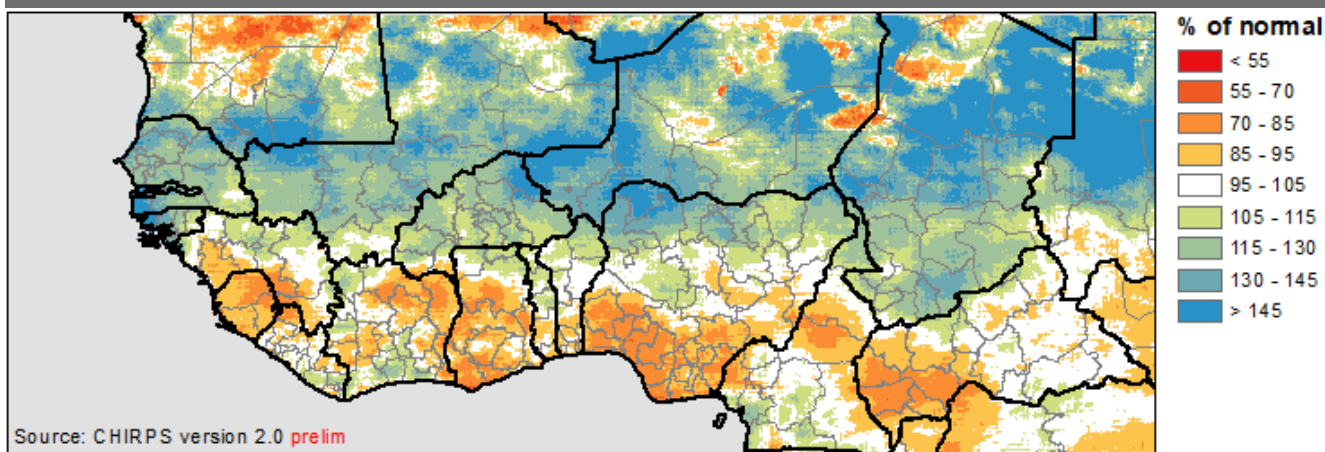 % of normal
< 55
55 - 70
70 - 85
85 - 95
95 - 105
105 - 115
115 - 130
130 - 145
> 145
Source: CHIRPS version 2.0 prelim